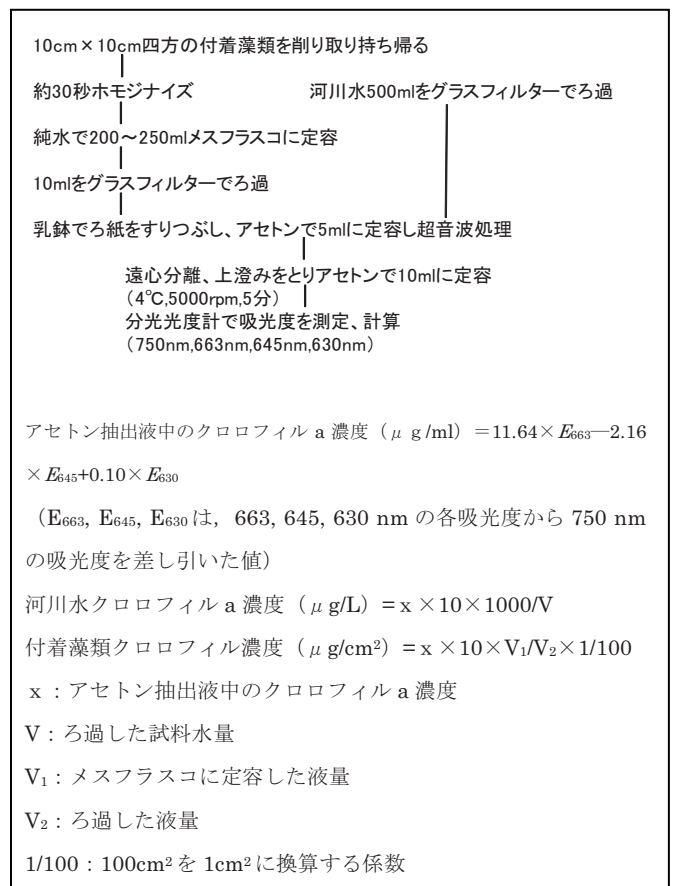 10cm×10cm四方の付着藻類を削り取り持ち帰る
約30秒ホモジナイズ
河川水500mlをグラスフィルターでろ過
純水で200～250mlメスフラスコに定容
10mlをグラスフィルターでろ過
乳鉢でろ紙をすりつぶし、アセトンで5mlに定容し超音波処理
遠心分離、上澄みをとりアセトンで10mlに定容
（4℃,5000rpm,5分）
分光光度計で吸光度を測定、計算
（750nm,663nm,645nm,630nm）
アセトン抽出液中のクロロフィル a 濃度（μ g/ml）＝11.64×E₆₆₃―2.16
×E₆₄₅+0.10×E₆₃₀
（E₆₆₃, E₆₄₅, E₆₃₀は，663, 645, 630 nm の各吸光度から 750 nm
の吸光度を差し引いた値）
河川水クロロフィル a 濃度（μ g/L）＝x ×10×1000/V
付着藻類クロロフィル濃度（μ g/cm²）＝x ×10×V₁/V₂×1/100
x：アセトン抽出液中のクロロフィル a 濃度
V：ろ過した試料水量
V₁：メスフラスコに定容した液量
V₂：ろ過した液量
1/100：100cm² を 1cm² に換算する係数